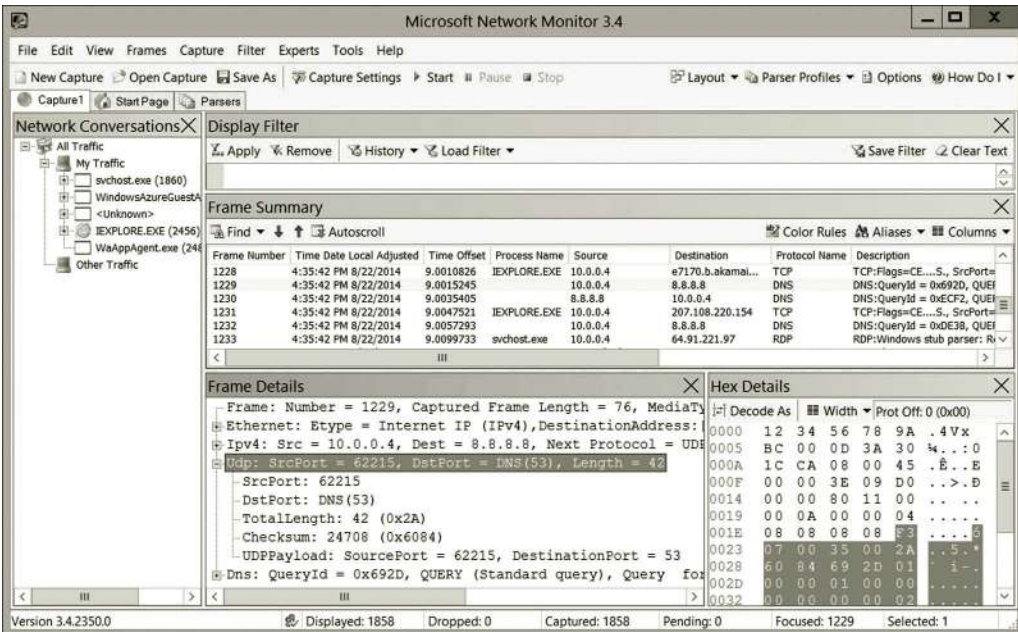 Microsoft Network Monitor 3.4
File Edit View Frames Capture Filter Experts Tools Help
New Capture Open Capture Save As Capture Settings Start Pause Stop Layout Parser Profiles Options How Do I
Capture1 Start Page Parsers
Network Conversations
All Traffic
My Traffic
svchost.exe (1860)
WindowsAzureGuestA
<Unknown>
IEXPLORE.EXE (2456)
WaAppAgent.exe (248
Other Traffic
Display Filter
Apply Remove History Load Filter Save Filter Clear Text
Frame Summary
Find Autoscroll Color Rules Aliases Columns
Frame Number Time Date Local Adjusted Time Offset Process Name Source Destination Protocol Name Description
1228 4:35:42 PM 8/22/2014 9.0010826 IEXPLORE.EXE 10.0.0.4 e7170.b.akamai... TCP TCP:Flags=CE....S., SrcPort=
1229 4:35:42 PM 8/22/2014 9.0015245 10.0.0.4 8.8.8.8 DNS DNS:QueryId = 0x692D, QUEI
1230 4:35:42 PM 8/22/2014 9.0035405 8.8.8.8 10.0.0.4 DNS DNS:QueryId = 0xECF2, QUEI
1231 4:35:42 PM 8/22/2014 9.0047521 IEXPLORE.EXE 10.0.0.4 207.108.220.154 TCP TCP:Flags=CE....S., SrcPort=
1232 4:35:42 PM 8/22/2014 9.0057293 10.0.0.4 8.8.8.8 DNS DNS:QueryId = 0xDE3B, QUEI
1233 4:35:42 PM 8/22/2014 9.0099733 svchost.exe 10.0.0.4 64.91.221.97 RDP RDP:Windows stub parser: R
Frame Details
Frame: Number = 1229, Captured Frame Length = 76, MediaTy
Ethernet: Etype = Internet IP (IPv4),DestinationAddress:
Ipv4: Src = 10.0.0.4, Dest = 8.8.8.8, Next Protocol = UDP
Udp: SrcPort = 62215, DstPort = DNS(53), Length = 42
SrcPort: 62215
DstPort: DNS(53)
TotalLength: 42 (0x2A)
Checksum: 24708 (0x6084)
UDPPayload: SourcePort = 62215, DestinationPort = 53
Dns: QueryId = 0x692D, QUERY (Standard query), Query for
Hex Details
Decode As Width Prot Off: 0 (0x00)
0000 12 34 56 78 9A .4Vx
0005 BC 00 0D 3A 30 ¼..:0
000A 1C CA 08 00 45 .Ê..E
000F 00 00 3E 09 D0 ..>.Ð
0014 00 00 80 11 00 .. ..
0019 00 0A 00 00 04 .....
001E 08 08 08 08 F3 ....ó
0023 07 00 35 00 2A ..5.*
0028 60 84 69 2D 01 ` i-.
002D 00 00 01 00 00 .....
0032 00 00 00 00 02 .....
Version 3.4.2350.0 Displayed: 1858 Dropped: 0 Captured: 1858 Pending: 0 Focused: 1229 Selected: 1